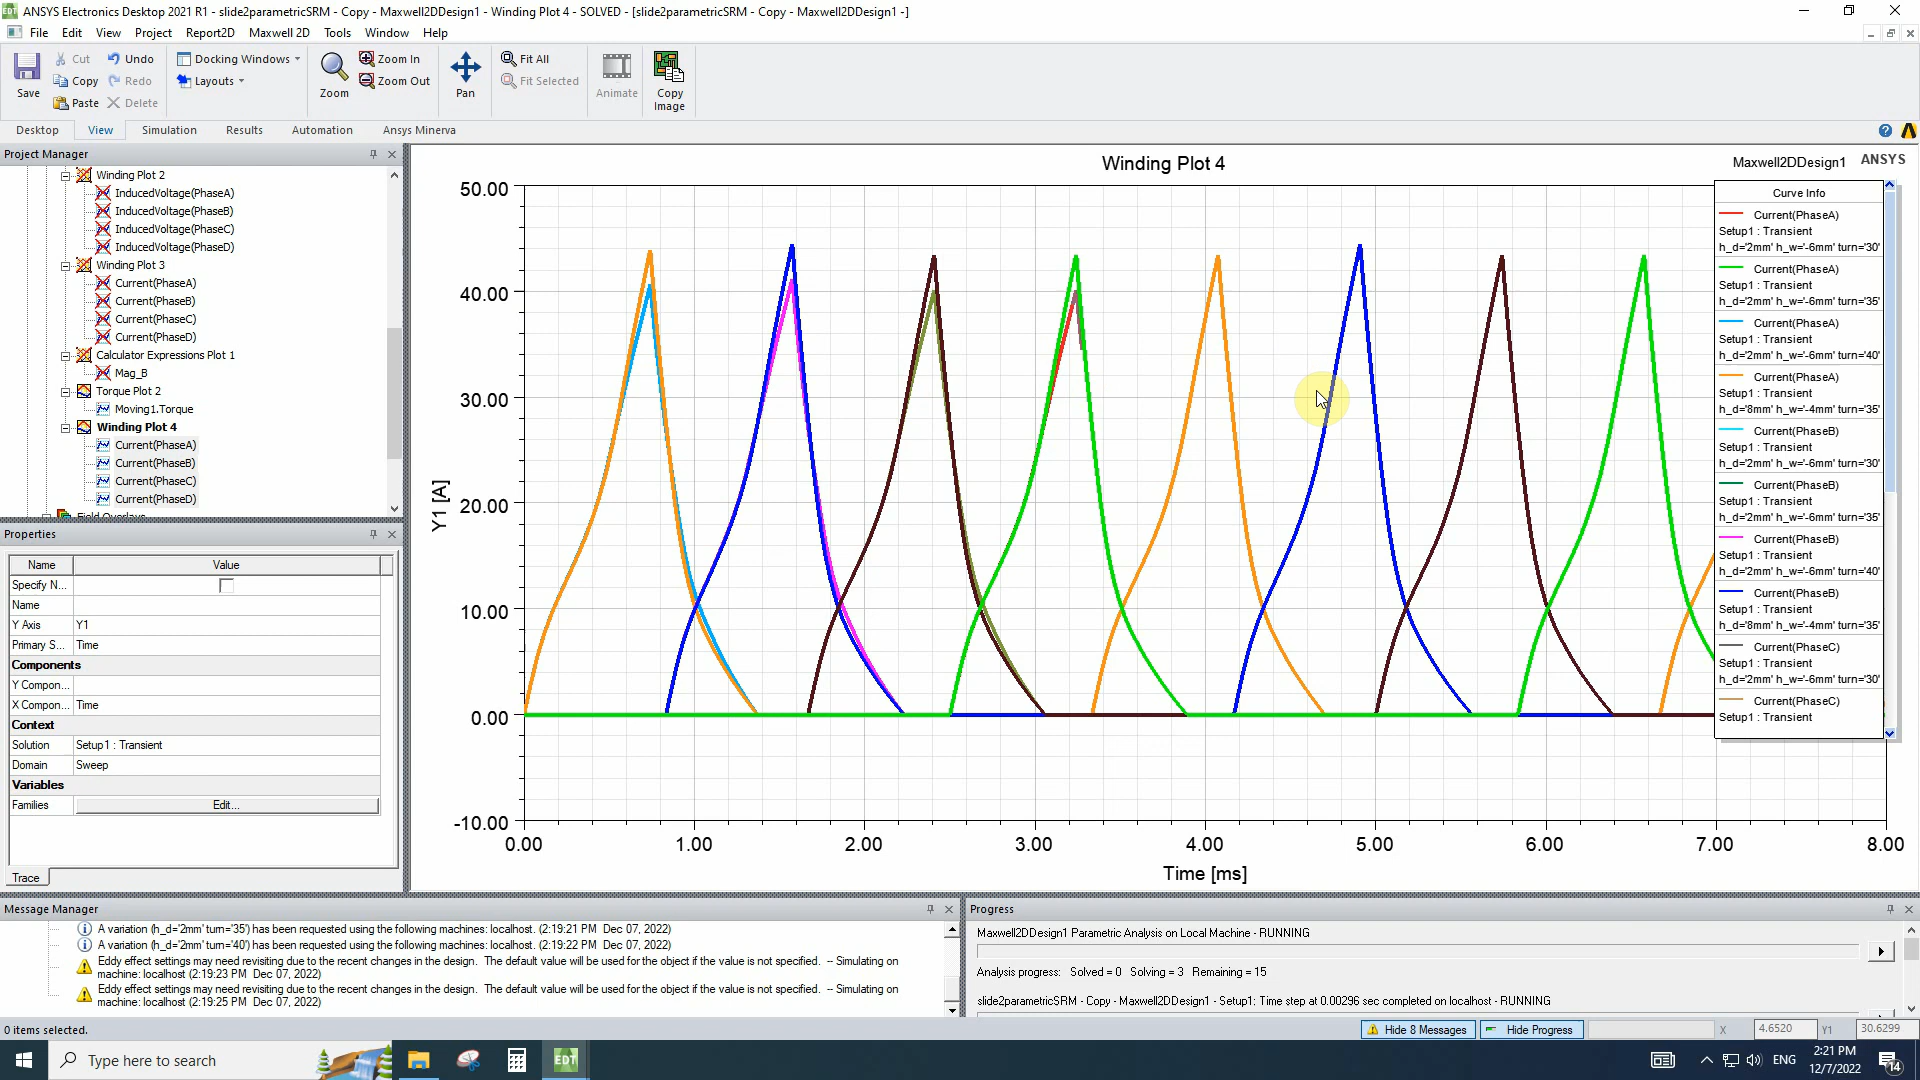 ANSYS Electronics Desktop 2021 R1 - slide2parametricSRM - Copy - Maxwell2DDesign1 - Winding Plot 4 - SOLVED - [slide2parametricSRM - Copy - Maxwell2DDesign1 -]
File Edit View Project Report2D Maxwell 2D Tools Window Help
Save
Cut
Copy
Paste
Undo
Redo
Delete
Docking Windows
Layouts
Zoom
Zoom In
Zoom Out
Pan
Fit All
Fit Selected
Animate
Copy
Image
Desktop View Simulation Results Automation Ansys Minerva
Project Manager
Winding Plot 2
InducedVoltage(PhaseA)
InducedVoltage(PhaseB)
InducedVoltage(PhaseC)
InducedVoltage(PhaseD)
Winding Plot 3
Current(PhaseA)
Current(PhaseB)
Current(PhaseC)
Current(PhaseD)
Calculator Expressions Plot 1
Mag_B
Torque Plot 2
Moving1.Torque
Winding Plot 4
Current(PhaseA)
Current(PhaseB)
Current(PhaseC)
Current(PhaseD)
Field Overlays
Properties
Name Value
Specify N...
Name
Y Axis Y1
Primary S... Time
Components
Y Compon...
X Compon... Time
Context
Solution Setup1 : Transient
Domain Sweep
Variables
Families Edit...
Trace
Winding Plot 4
Maxwell2DDesign1 ANSYS
50.00
40.00
30.00
20.00
10.00
0.00
-10.00
Y1 [A]
0.00 1.00 2.00 3.00 4.00 5.00 6.00 7.00 8.00
Time [ms]
Curve Info
Current(PhaseA)
Setup1 : Transient
h_d='2mm' h_w='-6mm' turn='30'
Current(PhaseA)
Setup1 : Transient
h_d='2mm' h_w='-6mm' turn='35'
Current(PhaseA)
Setup1 : Transient
h_d='2mm' h_w='-6mm' turn='40'
Current(PhaseA)
Setup1 : Transient
h_d='8mm' h_w='-4mm' turn='35'
Current(PhaseB)
Setup1 : Transient
h_d='2mm' h_w='-6mm' turn='30'
Current(PhaseB)
Setup1 : Transient
h_d='2mm' h_w='-6mm' turn='35'
Current(PhaseB)
Setup1 : Transient
h_d='2mm' h_w='-6mm' turn='40'
Current(PhaseB)
Setup1 : Transient
h_d='8mm' h_w='-4mm' turn='35'
Current(PhaseC)
Setup1 : Transient
h_d='2mm' h_w='-6mm' turn='30'
Current(PhaseC)
Setup1 : Transient
Message Manager
A variation (h_d='2mm' turn='35') has been requested using the following machines: localhost. (2:19:21 PM Dec 07, 2022)
A variation (h_d='2mm' turn='40') has been requested using the following machines: localhost. (2:19:22 PM Dec 07, 2022)
Eddy effect settings may need revisiting due to the recent changes in the design. The default value will be used for the object if the value is not specified. -- Simulating on
machine: localhost (2:19:23 PM Dec 07, 2022)
Eddy effect settings may need revisiting due to the recent changes in the design. The default value will be used for the object if the value is not specified. -- Simulating on
machine: localhost (2:19:25 PM Dec 07, 2022)
Progress
Maxwell2DDesign1 Parametric Analysis on Local Machine - RUNNING
Analysis progress: Solved = 0 Solving = 3 Remaining = 15
slide2parametricSRM - Copy - Maxwell2DDesign1 - Setup1: Time step at 0.00296 sec completed on localhost - RUNNING
0 items selected.
Hide 8 Messages
Hide Progress
X 4.6520 Y1 30.6299
Type here to search
EDT
ENG
2:21 PM
12/7/2022
14